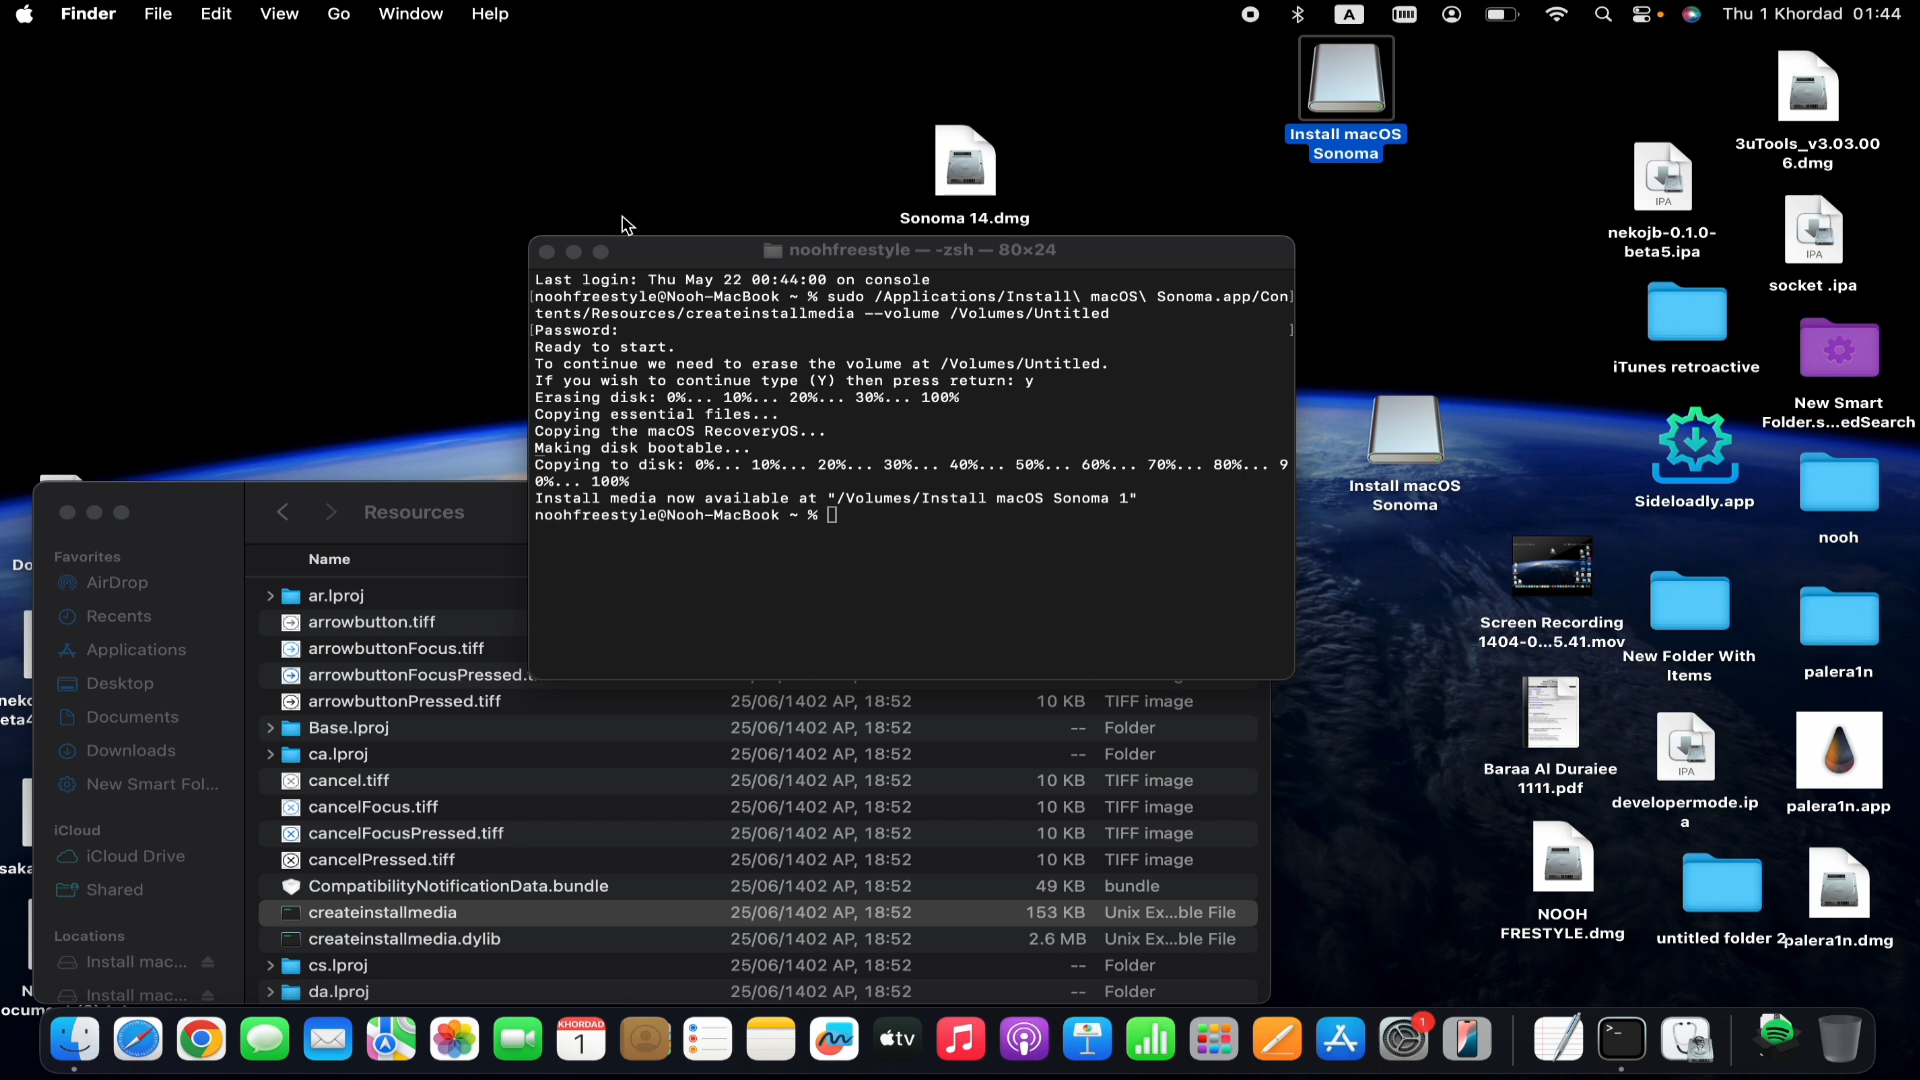 Finder File Edit View Go Window Help
A
Thu 1 Khordad 01:44
Install macOS
Sonoma
Sonoma 14.dmg
3uTools_v3.03.00
6.dmg
IPA
nekojb-0.1.0-
beta5.ipa
IPA
socket .ipa
iTunes retroactive
New Smart
Folder.s...edSearch
Install macOS
Sonoma
Sideloadly.app
nooh
Screen Recording
1404-0...5.41.mov
New Folder With
Items
palera1n
Baraa Al Duraiee
1111.pdf
IPA
developermode.ip
a
palera1n.app
NOOH
FRESTYLE.dmg
untitled folder 2
palera1n.dmg
noohfreestyle — -zsh — 80×24
Last login: Thu May 22 00:44:00 on console
[noohfreestyle@Nooh-MacBook ~ % sudo /Applications/Install\ macOS\ Sonoma.app/Con]
tents/Resources/createinstallmedia --volume /Volumes/Untitled
[Password: ]
Ready to start.
To continue we need to erase the volume at /Volumes/Untitled.
If you wish to continue type (Y) then press return: y
Erasing disk: 0%... 10%... 20%... 30%... 100%
Copying essential files...
Copying the macOS RecoveryOS...
Making disk bootable...
Copying to disk: 0%... 10%... 20%... 30%... 40%... 50%... 60%... 70%... 80%... 9
0%... 100%
Install media now available at "/Volumes/Install macOS Sonoma 1"
noohfreestyle@Nooh-MacBook ~ %
Resources
Favorites
AirDrop
Recents
Applications
Desktop
Documents
Downloads
New Smart Fol...
iCloud
iCloud Drive
Shared
Locations
Install mac...
Install mac...
Name
ar.lproj
arrowbutton.tiff
arrowbuttonFocus.tiff
arrowbuttonFocusPressed.t
arrowbuttonPressed.tiff 25/06/1402 AP, 18:52 10 KB TIFF image
Base.lproj 25/06/1402 AP, 18:52 -- Folder
ca.lproj 25/06/1402 AP, 18:52 -- Folder
cancel.tiff 25/06/1402 AP, 18:52 10 KB TIFF image
cancelFocus.tiff 25/06/1402 AP, 18:52 10 KB TIFF image
cancelFocusPressed.tiff 25/06/1402 AP, 18:52 10 KB TIFF image
cancelPressed.tiff 25/06/1402 AP, 18:52 10 KB TIFF image
CompatibilityNotificationData.bundle 25/06/1402 AP, 18:52 49 KB bundle
createinstallmedia 25/06/1402 AP, 18:52 153 KB Unix Ex...ble File
createinstallmedia.dylib 25/06/1402 AP, 18:52 2.6 MB Unix Ex...ble File
cs.lproj 25/06/1402 AP, 18:52 -- Folder
da.lproj 25/06/1402 AP, 18:52 -- Folder
Do
neko
eta4
saka
N
ocum
KHORDAD
1
tv
1